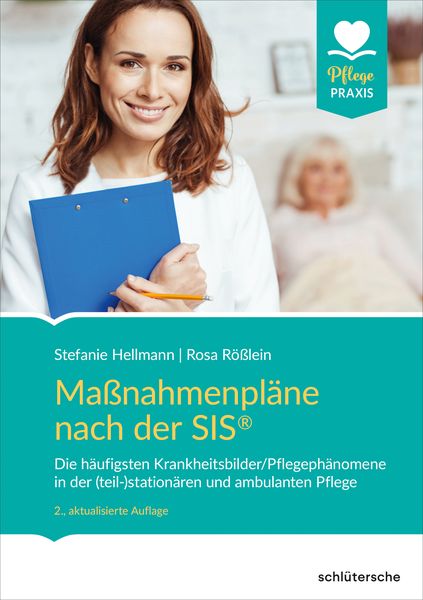 Pflege
PRAXIS
Stefanie Hellmann | Rosa Rößlein
Maßnahmenpläne
nach der SIS®
Die häufigsten Krankheitsbilder/Pflegephänomene
in der (teil-)stationären und ambulanten Pflege
2., aktualisierte Auflage
schlütersche